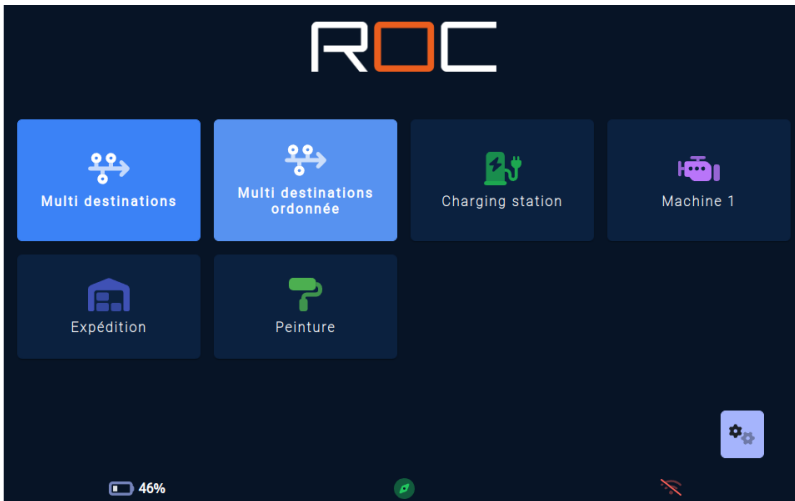 ROC
Multi destinations
Multi destinations
ordonnée
Charging station
Machine 1
Expédition
Peinture
46%